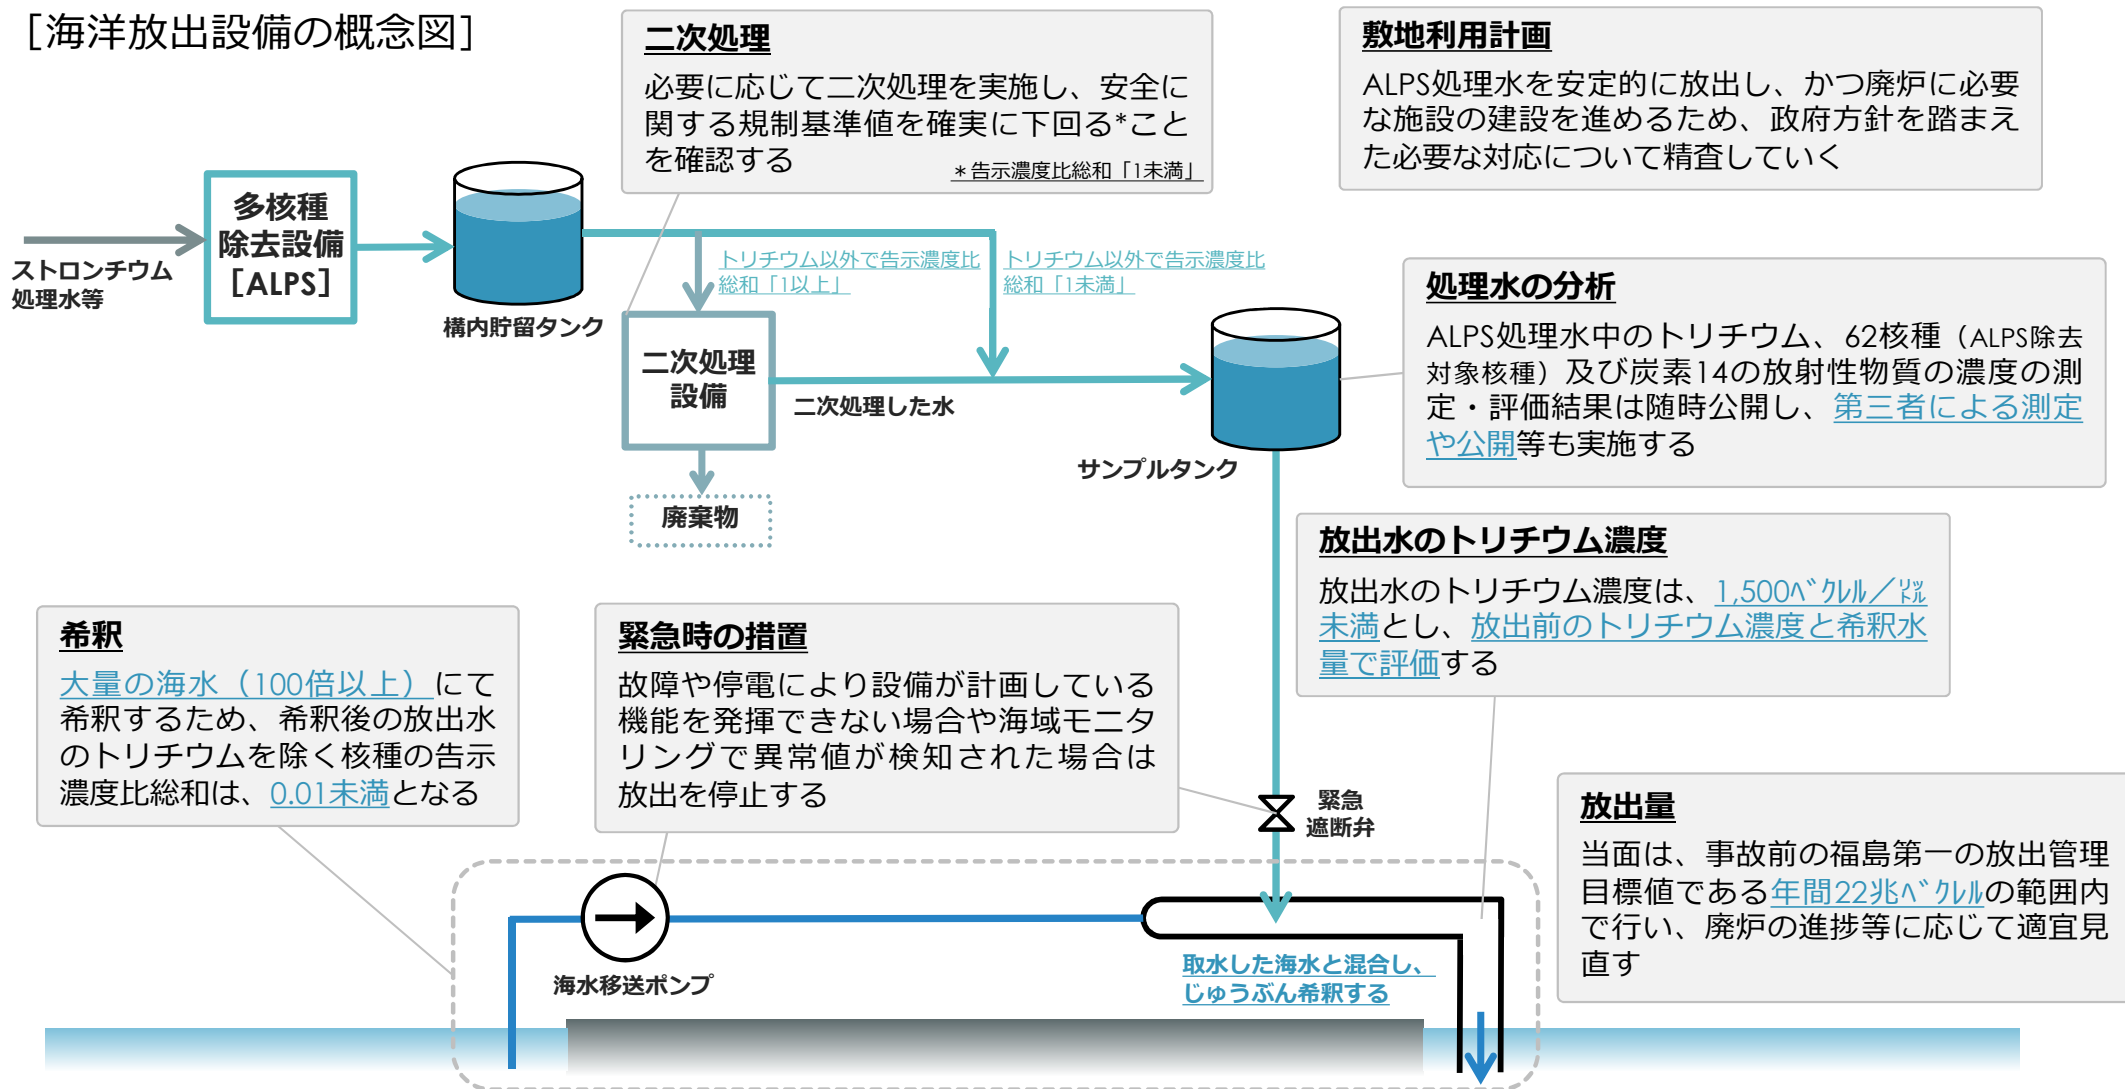 ［海洋放出設備の概念図］
二次処理
必要に応じて二次処理を実施し、安全に
関する規制基準値を確実に下回る*こと
を確認する
＊告示濃度比総和「1未満」
敷地利用計画
ALPS処理水を安定的に放出し、かつ廃炉に必要
な施設の建設を進めるため、政府方針を踏まえ
た必要な対応について精査していく
ストロンチウム
処理水等
多核種
除去設備
［ALPS］
構内貯留タンク
トリチウム以外で告示濃度比
総和「1以上」
トリチウム以外で告示濃度比
総和「1未満」
二次処理
設備
二次処理した水
廃棄物
サンプルタンク
処理水の分析
ALPS処理水中のトリチウム、62核種（ALPS除去
対象核種）及び炭素14の放射性物質の濃度の測
定・評価結果は随時公開し、第三者による測定
や公開等も実施する
放出水のトリチウム濃度
放出水のトリチウム濃度は、1,500ﾍﾞｸﾚﾙ／㍑
未満とし、放出前のトリチウム濃度と希釈水
量で評価する
希釈
大量の海水（100倍以上）にて
希釈するため、希釈後の放出水
のトリチウムを除く核種の告示
濃度比総和は、0.01未満となる
緊急時の措置
故障や停電により設備が計画している
機能を発揮できない場合や海域モニタ
リングで異常値が検知された場合は
放出を停止する
緊急
遮断弁
放出量
当面は、事故前の福島第一の放出管理
目標値である年間22兆ﾍﾞｸﾚﾙの範囲内
で行い、廃炉の進捗等に応じて適宜見
直す
海水移送ポンプ
取水した海水と混合し、
じゅうぶん希釈する